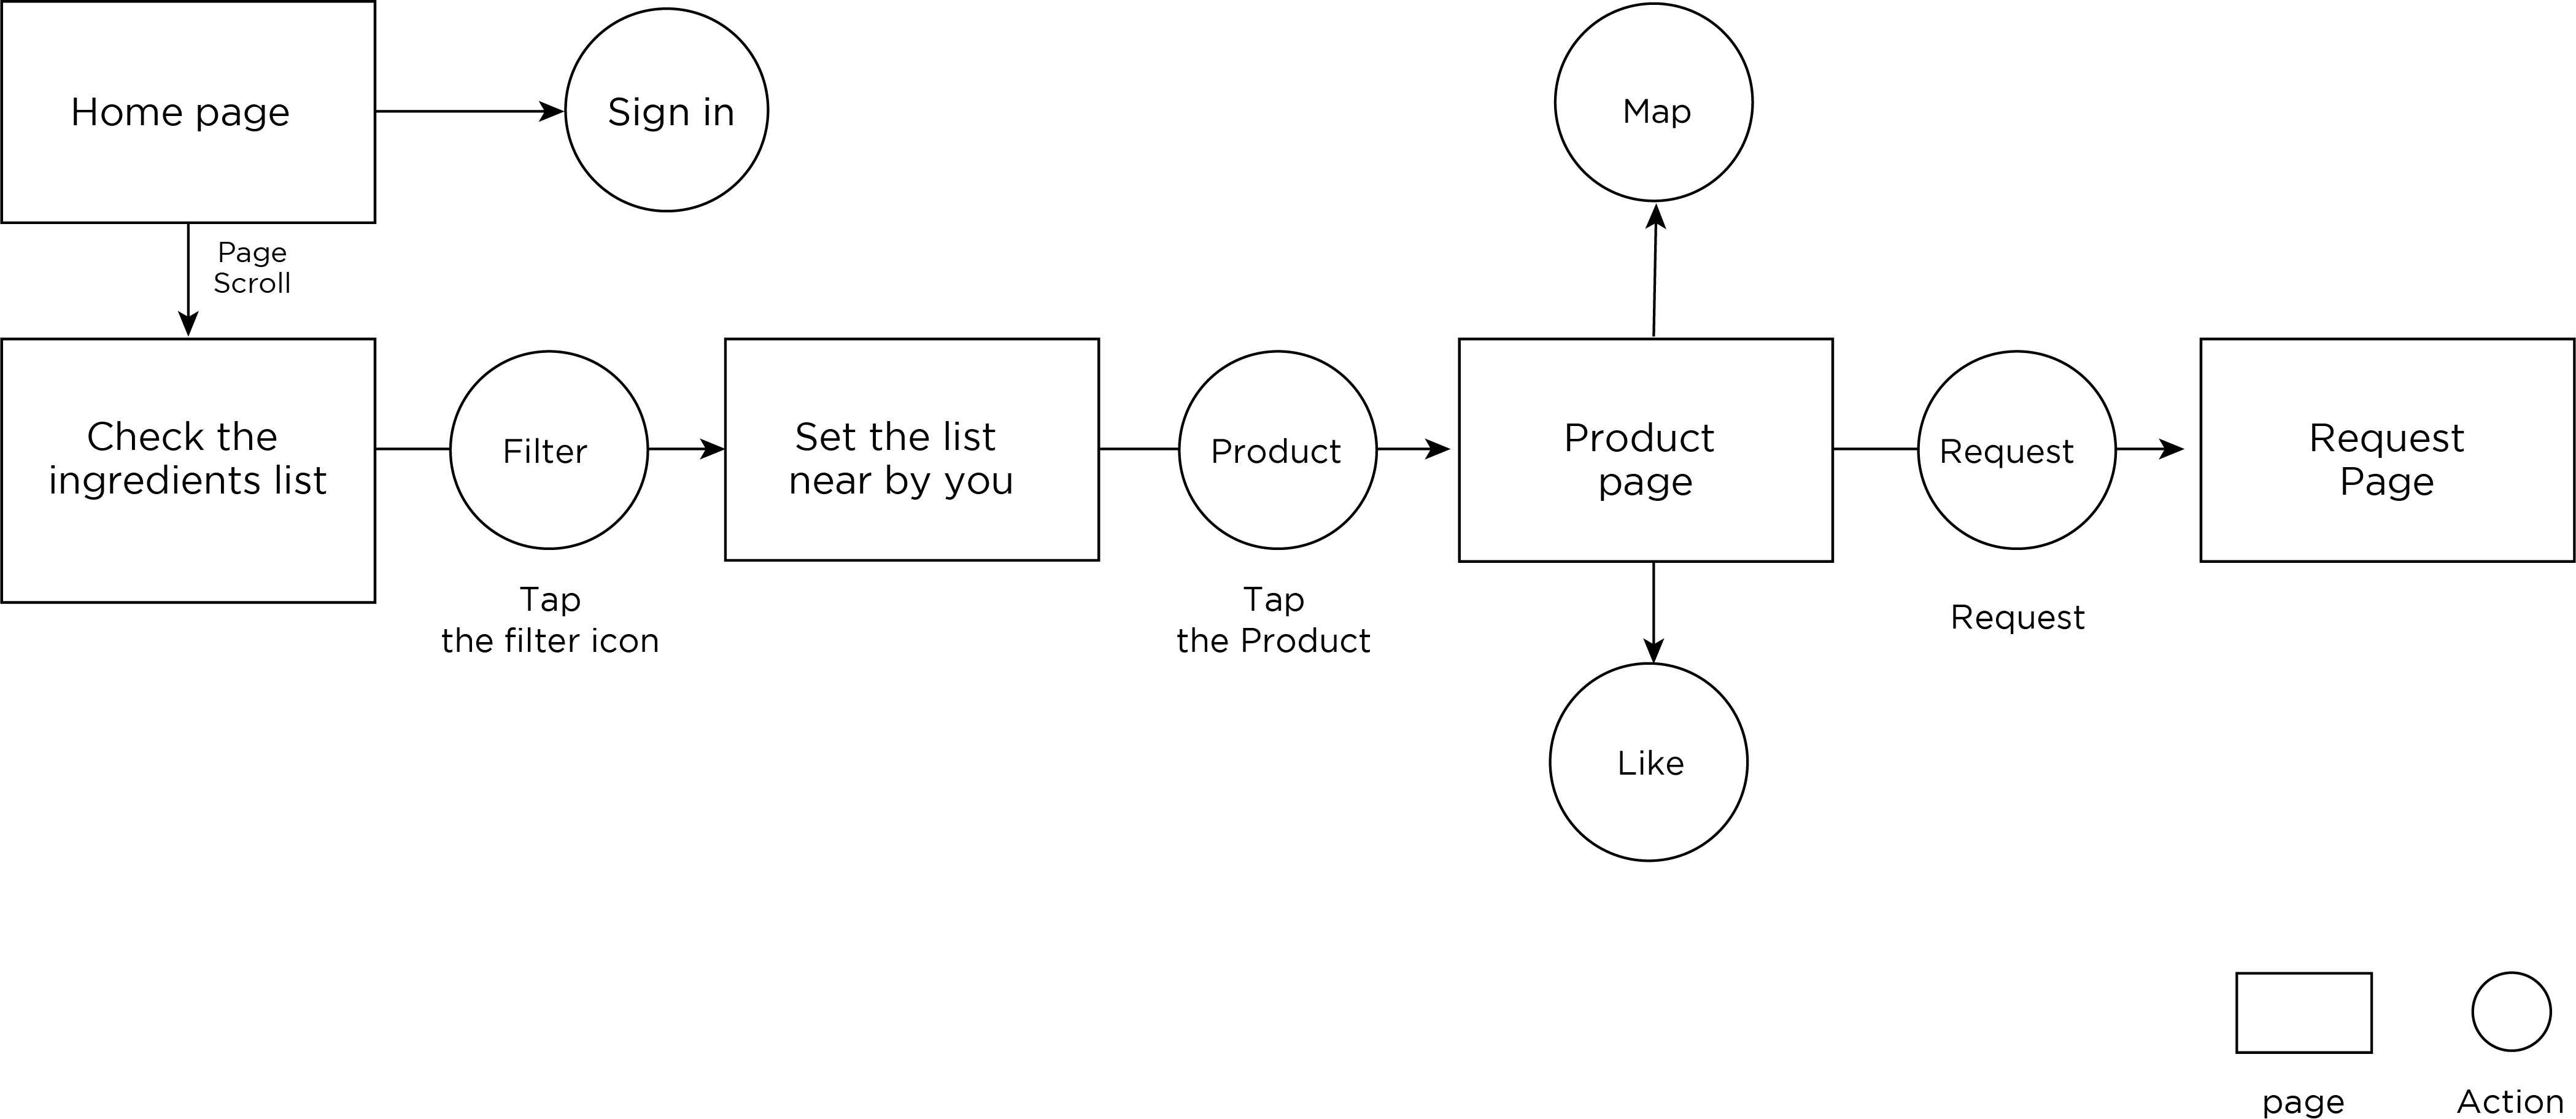 Home page
Sign in
Map
Page
Scroll
Check the
ingredients list
Filter
Tap
the filter icon
Set the list
near by you
Product
Tap
the Product
Product
page
Request
Request
Request
Page
Like
page
Action